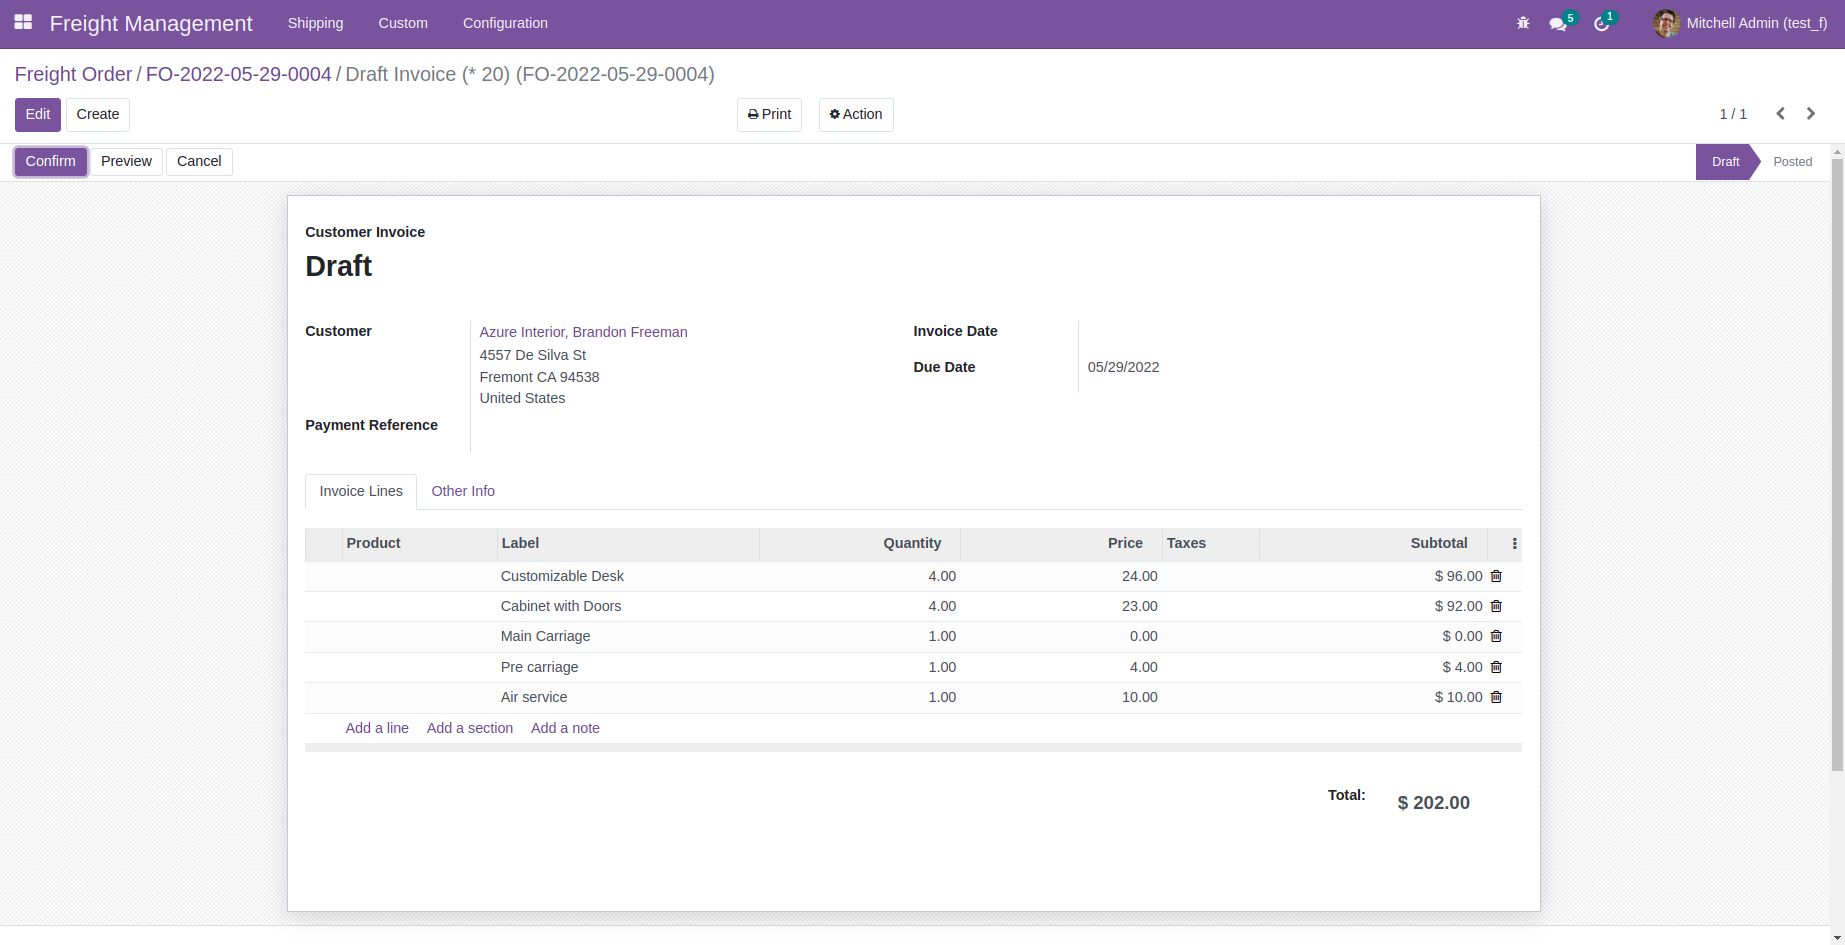 Freight Management Shipping Custom Configuration 5 1 Mitchell Admin (test_f)
Freight Order / FO-2022-05-29-0004 / Draft Invoice (* 20) (FO-2022-05-29-0004)
Edit Create Print Action 1 / 1
Confirm Preview Cancel Draft Posted
Customer Invoice
Draft
Customer Azure Interior, Brandon Freeman Invoice Date
4557 De Silva St
Due Date 05/29/2022
Fremont CA 94538
United States
Payment Reference
Invoice Lines Other Info
Product Label Quantity Price Taxes Subtotal
Customizable Desk 4.00 24.00 $ 96.00
Cabinet with Doors 4.00 23.00 $ 92.00
Main Carriage 1.00 0.00 $ 0.00
Pre carriage 1.00 4.00 $ 4.00
Air service 1.00 10.00 $ 10.00
Add a line Add a section Add a note
Total: $ 202.00